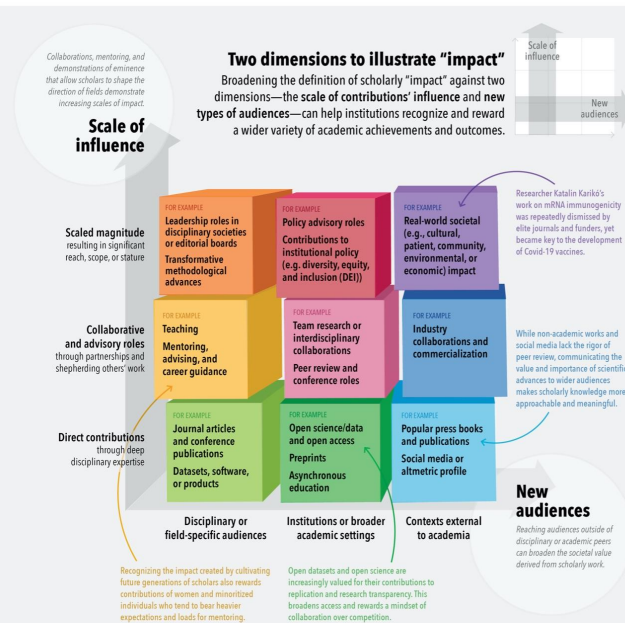 Collaborations, mentoring, and
demonstrations of eminence
that allow scholars to shape the
direction of fields demonstrate
increasing scales of impact.
Scale of
influence
Two dimensions to illustrate “impact”
Broadening the definition of scholarly “impact” against two
dimensions—the scale of contributions’ influence and new
types of audiences—can help institutions recognize and reward
a wider variety of academic achievements and outcomes.
Scale of
influence
New
audiences
Scaled magnitude
resulting in significant
reach, scope, or stature
FOR EXAMPLE
Leadership roles in
disciplinary societies
or editorial boards
Transformative
methodological
advances
FOR EXAMPLE
Policy advisory roles
Contributions to
institutional policy
(e.g. diversity, equity,
and inclusion (DEI))
FOR EXAMPLE
Real-world societal
(e.g., cultural,
patient, community,
environmental, or
economic) impact
Researcher Katalin Karikó’s
work on mRNA immunogenicity
was repeatedly dismissed by
elite journals and funders, yet
became key to the development
of Covid-19 vaccines.
Collaborative
and advisory roles
through partnerships and
shepherding others’ work
FOR EXAMPLE
Teaching
Mentoring,
advising, and
career guidance
FOR EXAMPLE
Team research or
interdisciplinary
collaborations
Peer review and
conference roles
FOR EXAMPLE
Industry
collaborations and
commercialization
While non-academic works and
social media lack the rigor of
peer review, communicating the
value and importance of scientific
advances to wider audiences
makes scholarly knowledge more
approachable and meaningful.
Direct contributions
through deep
disciplinary expertise
FOR EXAMPLE
Journal articles
and conference
publications
Datasets, software,
or products
FOR EXAMPLE
Open science/data
and open access
Preprints
Asynchronous
education
FOR EXAMPLE
Popular press books
and publications
Social media or
altmetric profile
Disciplinary or
field-specific audiences
Institutions or broader
academic settings
Contexts external
to academia
New
audiences
Reaching audiences outside of
disciplinary or academic peers
can broaden the societal value
derived from scholarly work.
Recognizing the impact created by cultivating
future generations of scholars also rewards
contributions of women and minoritized
individuals who tend to bear heavier
expectations and loads for mentoring.
Open datasets and open science are
increasingly valued for their contributions to
replication and research transparency. This
broadens access and rewards a mindset of
collaboration over competition.